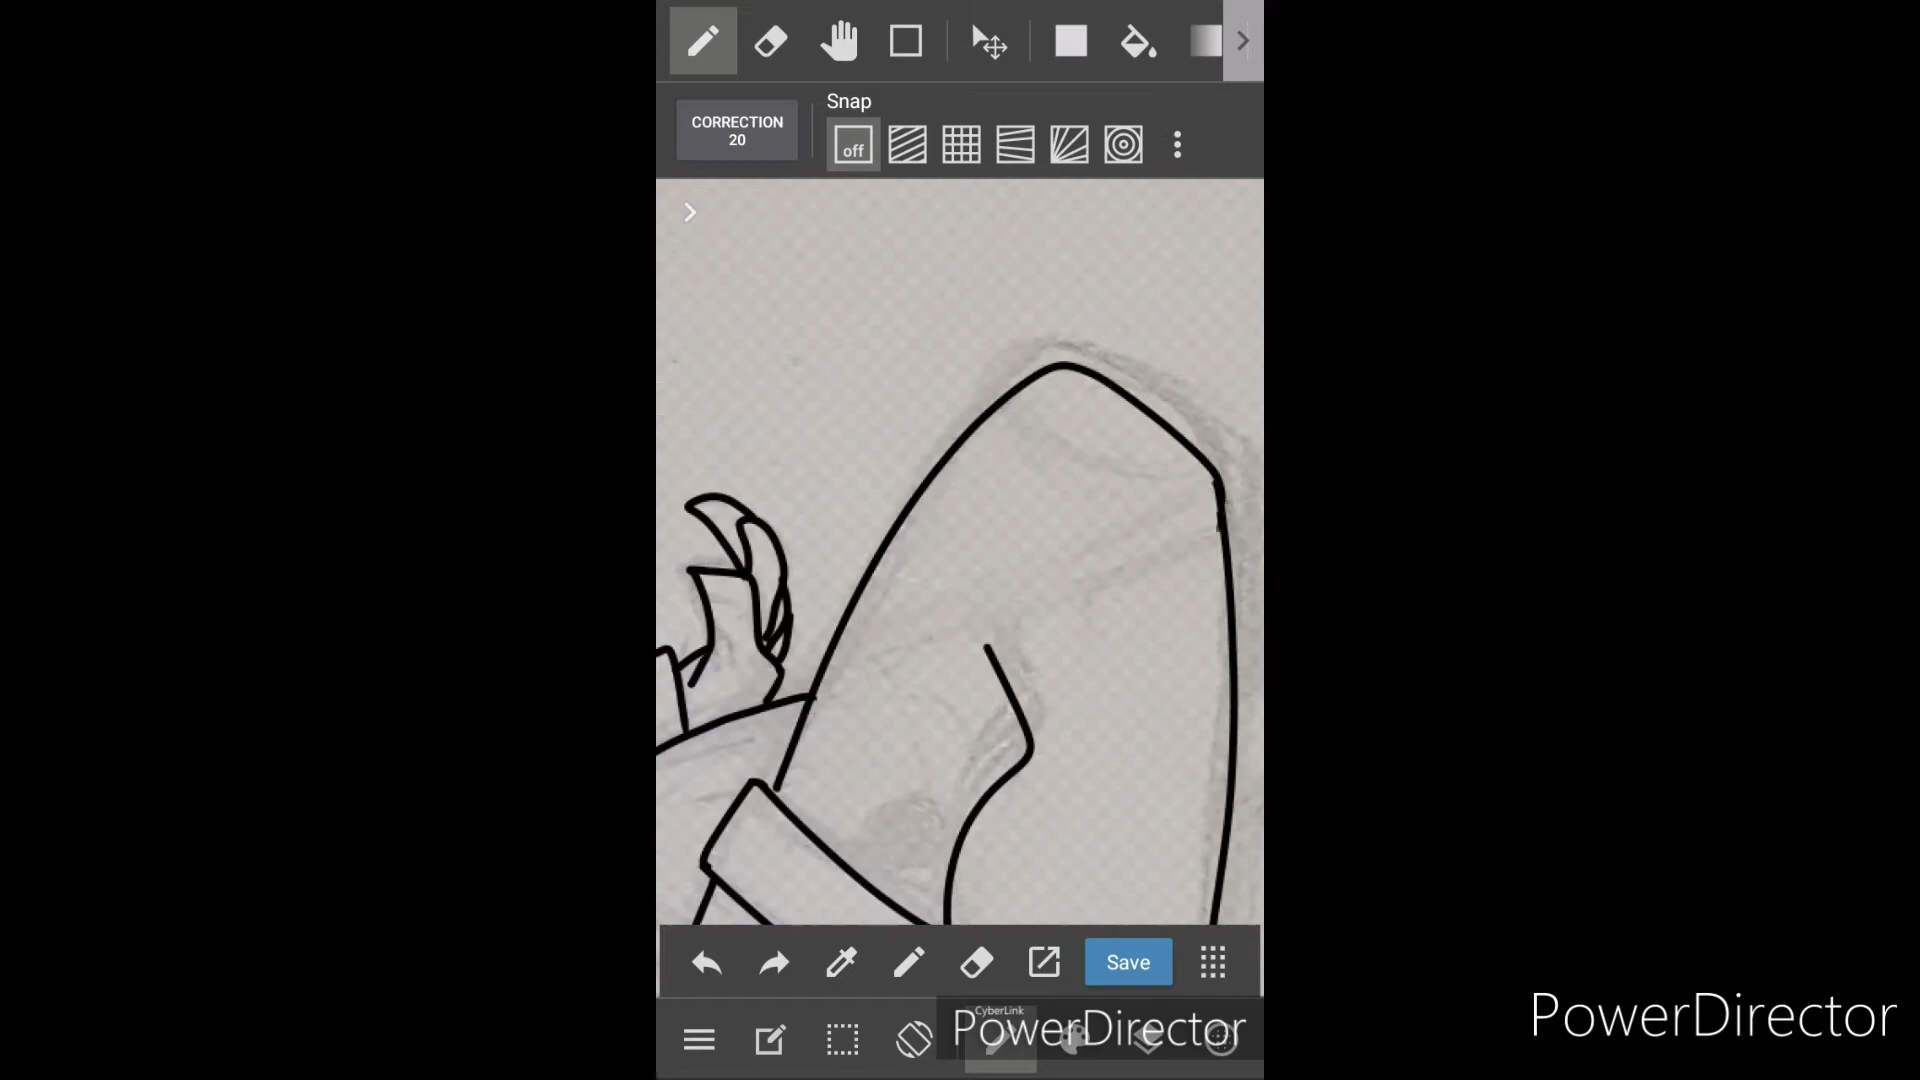 Snap
CORRECTION
20
off
Save
CyberLink
PowerDirector
PowerDirector